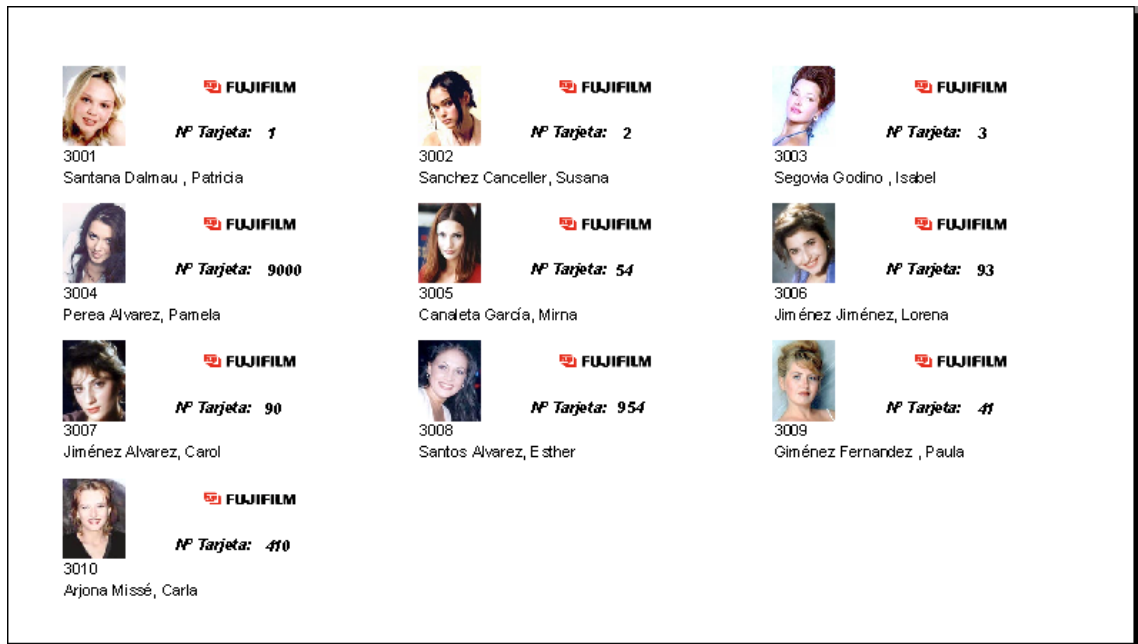 FUJIFILM
Nº Tarjeta: 1
3001
Santana Dalmau , Patricia
FUJIFILM
Nº Tarjeta: 2
3002
Sanchez Canceller, Susana
FUJIFILM
Nº Tarjeta: 3
3003
Segovia Godino , Isabel
FUJIFILM
Nº Tarjeta: 9000
3004
Perea Alvarez, Pamela
FUJIFILM
Nº Tarjeta: 54
3005
Canaleta García, Mirna
FUJIFILM
Nº Tarjeta: 93
3006
Jiménez Jiménez, Lorena
FUJIFILM
Nº Tarjeta: 90
3007
Jiménez Alvarez, Carol
FUJIFILM
Nº Tarjeta: 954
3008
Santos Alvarez, Esther
FUJIFILM
Nº Tarjeta: 41
3009
Giménez Fernandez , Paula
FUJIFILM
Nº Tarjeta: 410
3010
Arjona Missé, Carla